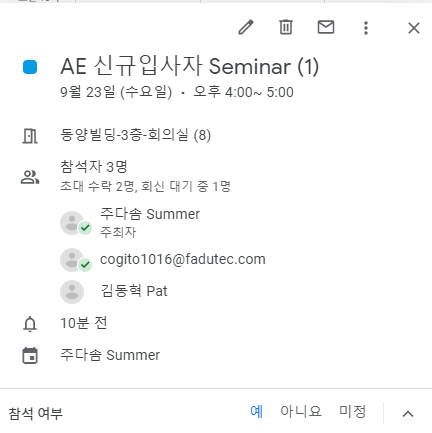 AE 신규입사자 Seminar (1)
9월 23일 (수요일) · 오후 4:00~ 5:00
동양빌딩-3층-회의실 (8)
참석자 3명
초대 수락 2명, 회신 대기 중 1명
주다솜 Summer
주최자
cogito1016@fadutec.com
김동혁 Pat
10분 전
주다솜 Summer
참석 여부
예 아니요 미정